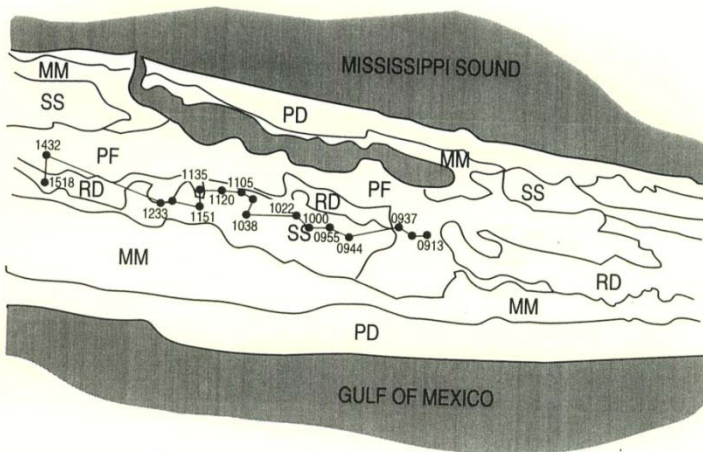 MISSISSIPPI SOUND
MM
SS
PD
MM
SS
1432
PF
PF
1135
1105
1518
RD
1120
RD
1233
1151
1038
1022
1000
SS
0955
0944
0937
0913
MM
RD
MM
PD
GULF OF MEXICO